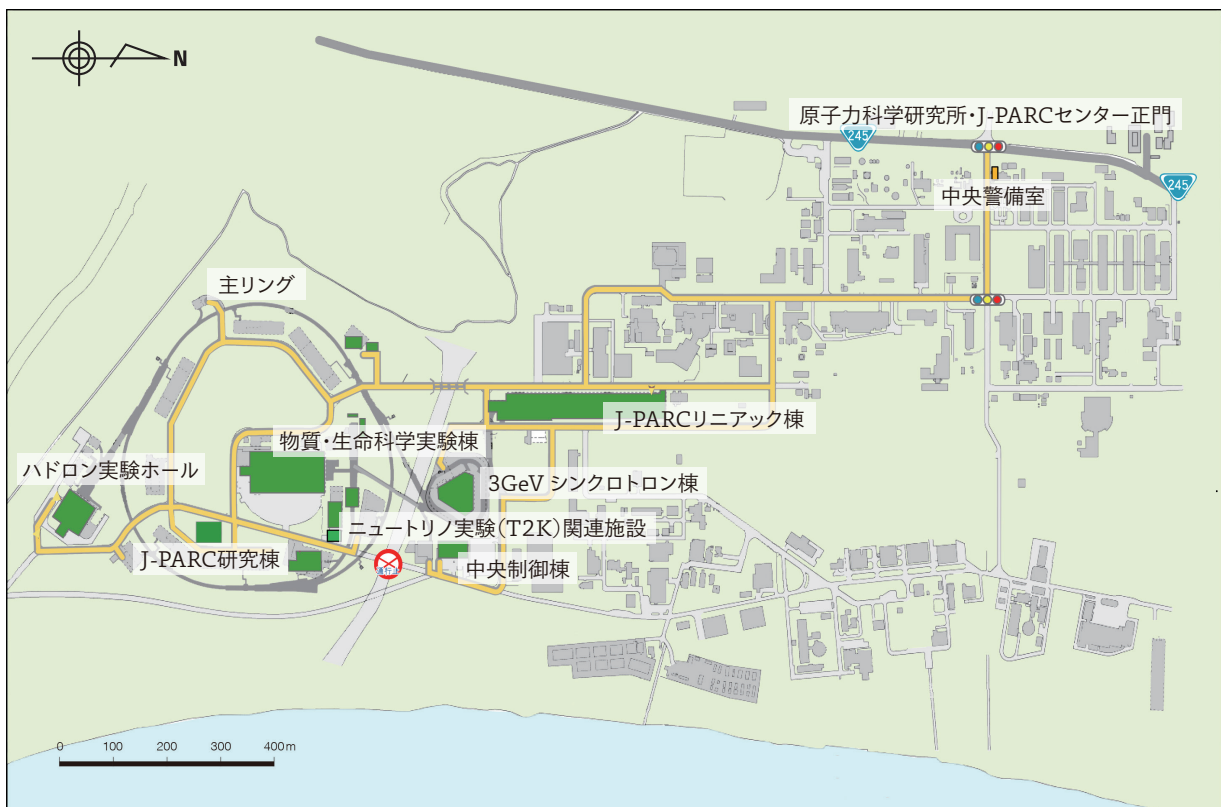 N
原子力科学研究所・J-PARCセンター正門
245
中央警備室
245
主リング
J-PARCリニアック棟
物質・生命科学実験棟
ハドロン実験ホール
3GeV シンクロトロン棟
ニュートリノ実験(T2K)関連施設
J-PARC研究棟
中央制御棟
通行止
0 100 200 300 400m